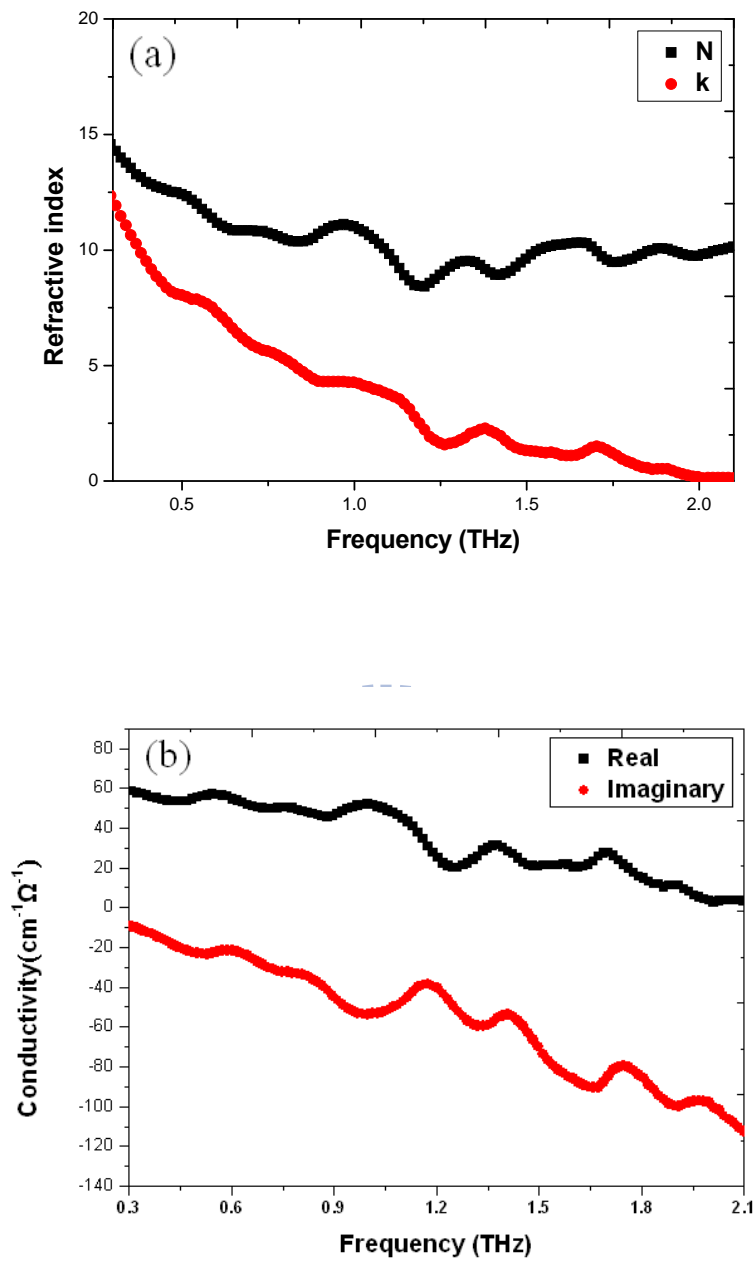 20
15
10
5
0
(a)
N
k
Refractive index
0.5
1.0
1.5
2.0
Frequency (THz)
(b)
Real
Imaginary
80
60
40
20
0
-20
-40
-60
-80
-100
-120
-140
Conductivity(cm⁻¹Ω⁻¹)
0.3
0.6
0.9
1.2
1.5
1.8
2.1
Frequency (THz)